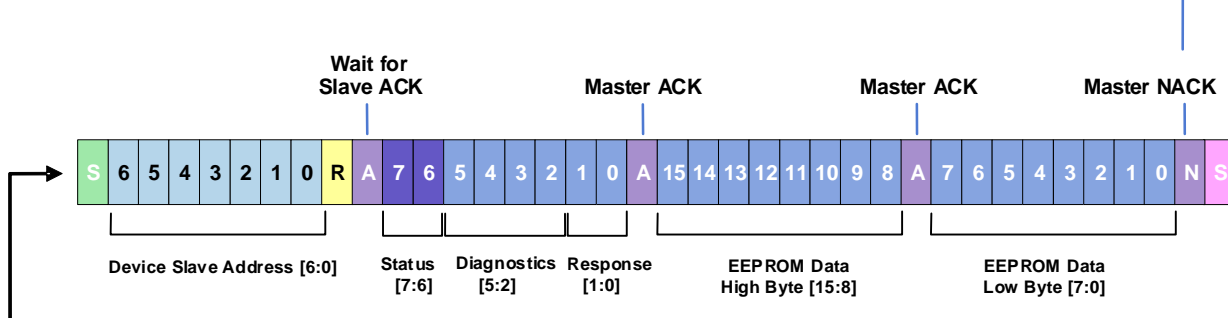 Wait for
Slave ACK
Master ACK
Master ACK
Master NACK
S 6 5 4 3 2 1 0 R A 7 6 5 4 3 2 1 0 A 15 14 13 12 11 10 9 8 A 7 6 5 4 3 2 1 0 N S
Device Slave Address [6:0]
Status
[7:6]
Diagnostics
[5:2]
Response
[1:0]
EEPROM Data
High Byte [15:8]
EEPROM Data
Low Byte [7:0]